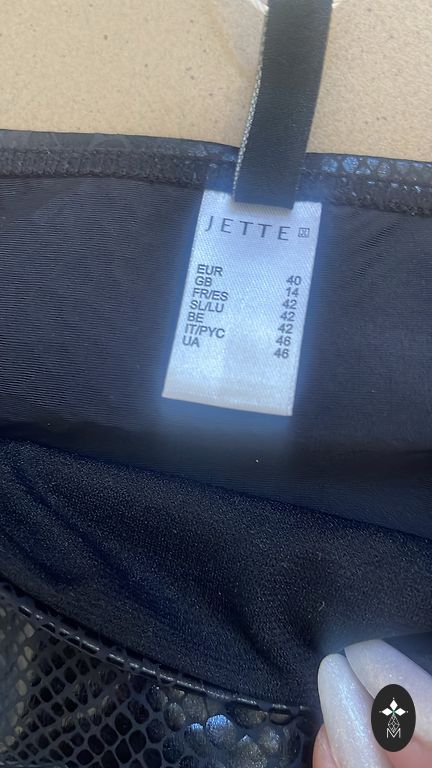 JETTE
EUR 40
GB 14
FR/ES 42
SL/LU 42
BE 42
IT/PYC 46
UA 46